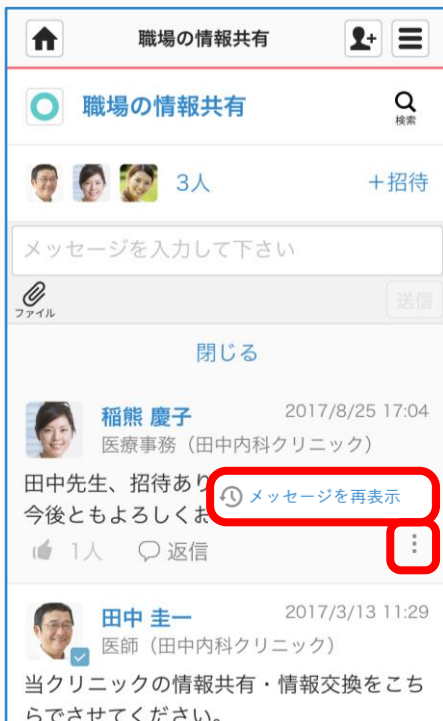 職場の情報共有
職場の情報共有
検索
3人
＋招待
メッセージを入力して下さい
ファイル
送信
閉じる
稲熊 慶子
2017/8/25 17:04
医療事務（田中内科クリニック）
田中先生、招待あり
メッセージを再表示
今後ともよろしくお
1人
返信
田中 圭一
2017/3/13 11:29
医師（田中内科クリニック）
当クリニックの情報共有・情報交換をこち
らでさせてください。